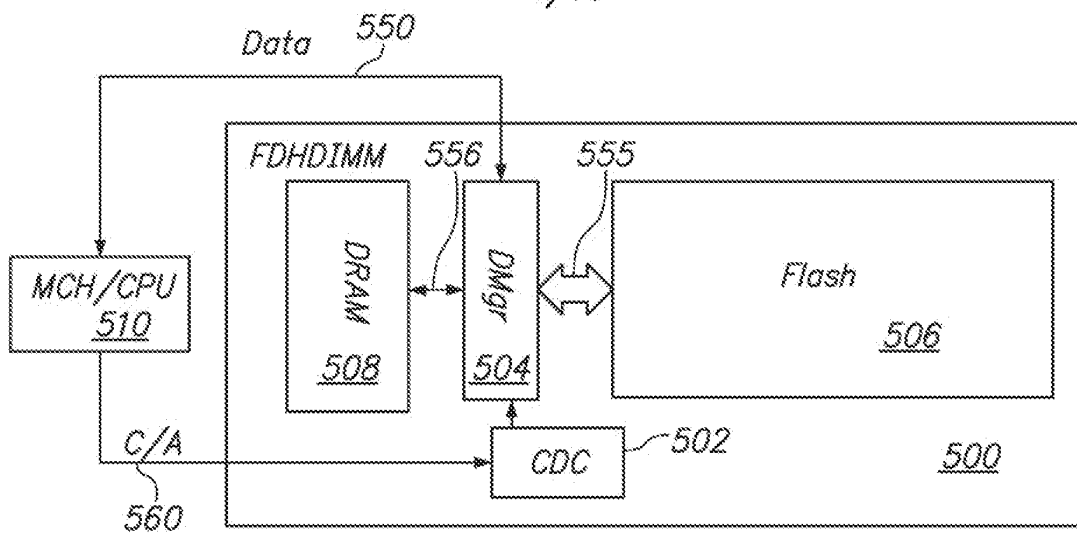 550
Data
FDHDIMM
556
555
DRAM
508
DMgr
504
Flash
506
MCH/CPU
510
C/A
560
CDC
502
500